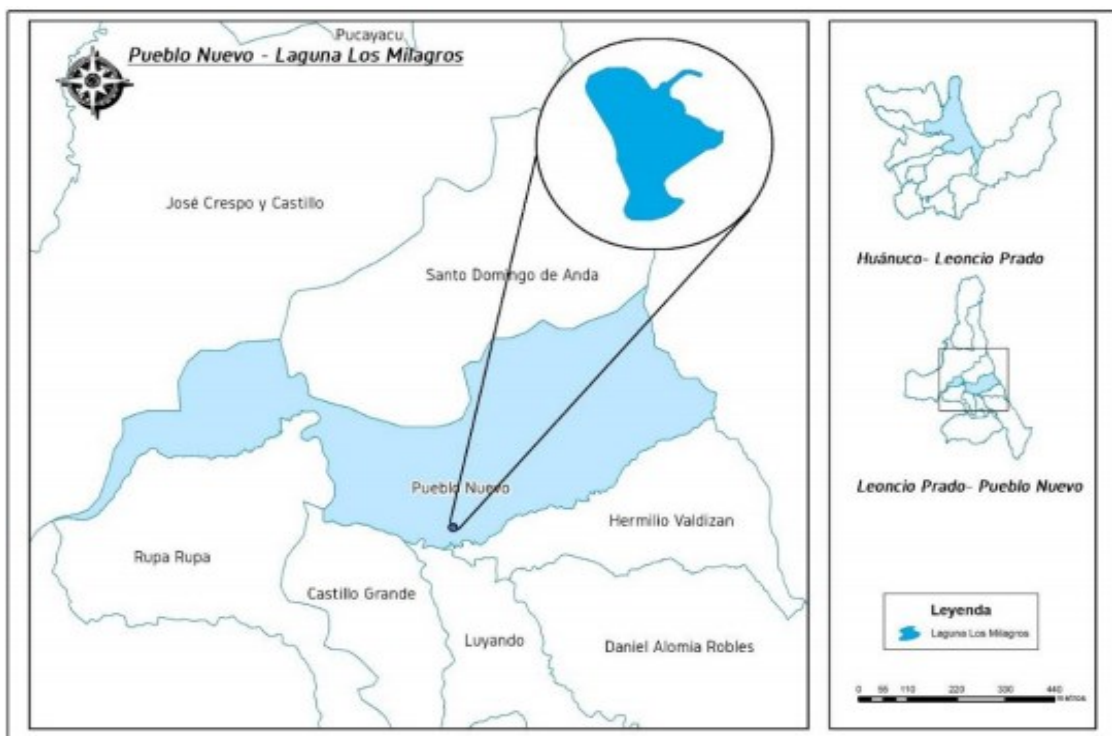 Pucayacu
Pueblo Nuevo - Laguna Los Milagros
José Crespo y Castillo
Santo Domingo de Anda
Pueblo Nuevo
Hermilio Valdizan
Rupa Rupa
Castillo Grande
Luyando
Daniel Alomia Robles
Huánuco- Leoncio Prado
Leoncio Prado- Pueblo Nuevo
Leyenda
Laguna Los Milagros
0 55 110 220 330 440